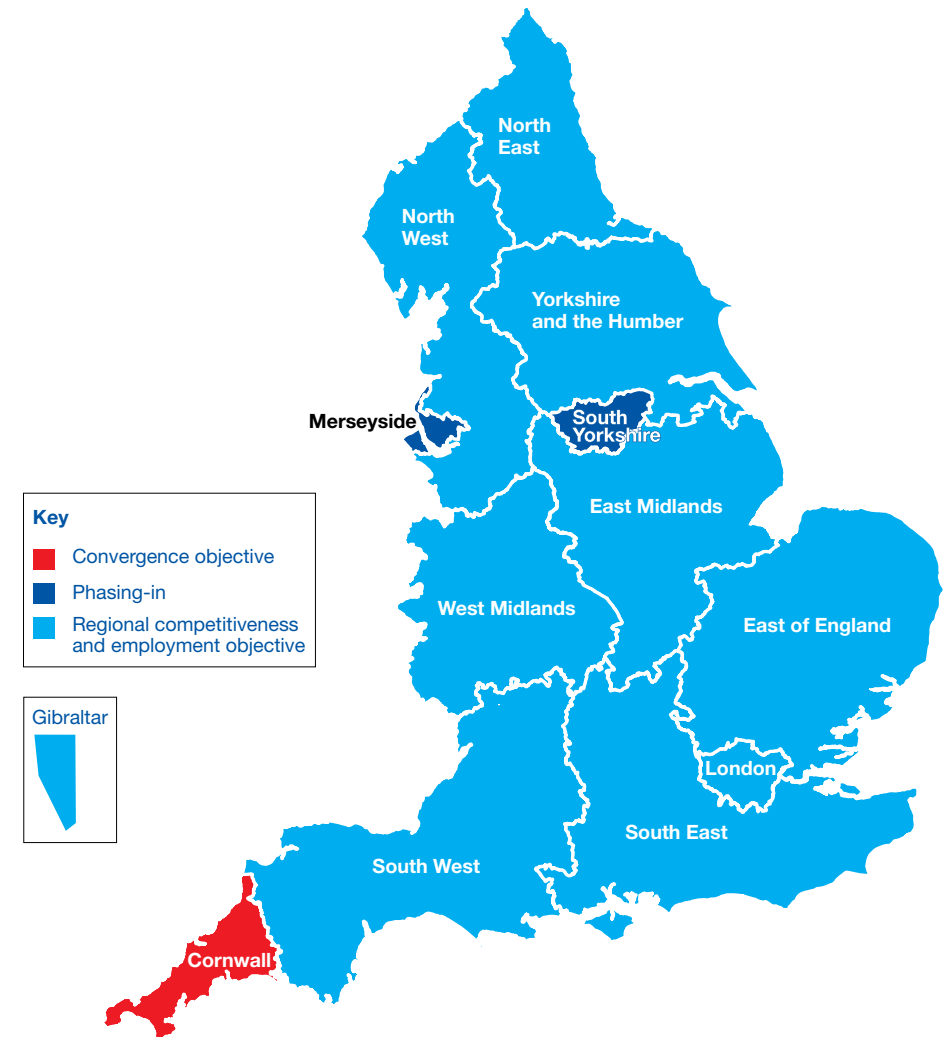 North
East
North
West
Yorkshire
and the Humber
Merseyside
South
Yorkshire
East Midlands
Key
Convergence objective
Phasing-in
Regional competitiveness
and employment objective
West Midlands
East of England
Gibraltar
London
South East
South West
Cornwall